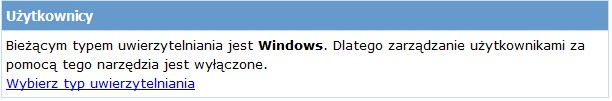 Użytkownicy
Bieżącym typem uwierzytelniania jest Windows. Dlatego zarządzanie użytkownikami za
pomocą tego narzędzia jest wyłączone.
Wybierz typ uwierzytelniania